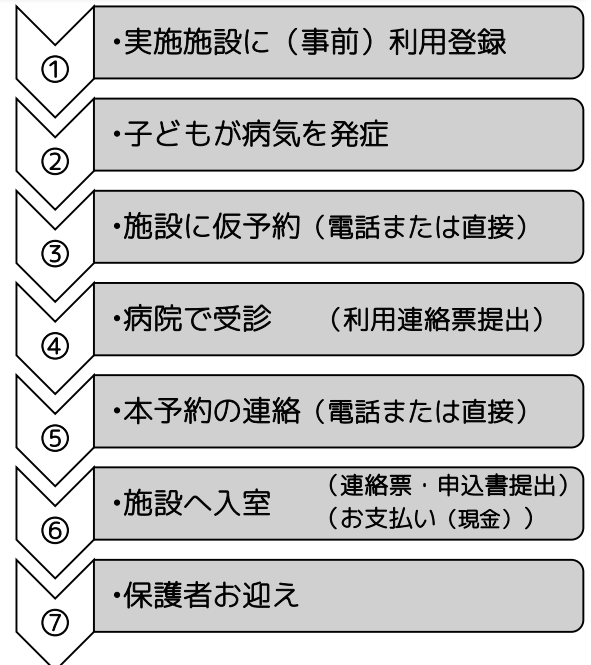 ①
・実施施設に（事前）利用登録
②
・子どもが病気を発症
③
・施設に仮予約（電話または直接）
④
・病院で受診　　（利用連絡票提出）
⑤
・本予約の連絡（電話または直接）
⑥
・施設へ入室
（連絡票・申込書提出）
（お支払い（現金））
⑦
・保護者お迎え